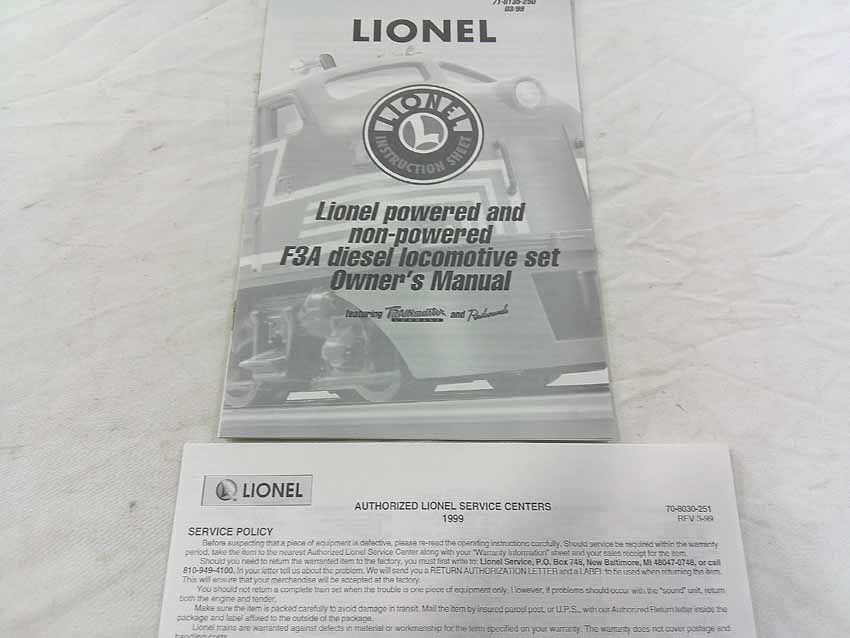 71-8135-250
03/99
LIONEL
LIONEL
L
INSTRUCTION SHEET
Lionel powered and
non-powered
F3A diesel locomotive set
Owner's Manual
featuring TRAINmaster COMMAND and Railsounds
LIONEL
AUTHORIZED LIONEL SERVICE CENTERS
1999
70-8030-251
REV 3-99
SERVICE POLICY
Before suspecting that a piece of equipment is defective, please re-read the operating instructions carefully. Should service be required within the warranty
period, take the item to the nearest Authorized Lionel Service Center along with your "Warranty Information" sheet and your sales receipt for the item.
Should you need to return the warrantied item to the factory, you must first write to: Lionel Service, P.O. Box 748, New Baltimore, MI 48047-0748, or call
810-949-4100. In your letter tell us about the problem. We will send you a RETURN AUTHORIZATION LETTER and a LABEL to be used when returning the item.
This will ensure that your merchandise will be accepted at the factory.
You should not return a complete train set when the trouble is one piece of equipment only. However, if problems should occur with the "sound" unit, return
both the engine and tender.
Make sure the item is packed carefully to avoid damage in transit. Mail the item by insured parcel post, or U.P.S., with our Authorized Return letter inside the
package and label affixed to the outside of the package.
Lionel trains are warranted against defects in material or workmanship for the term specified on your warranty. The warranty does not cover postage and
handling costs.